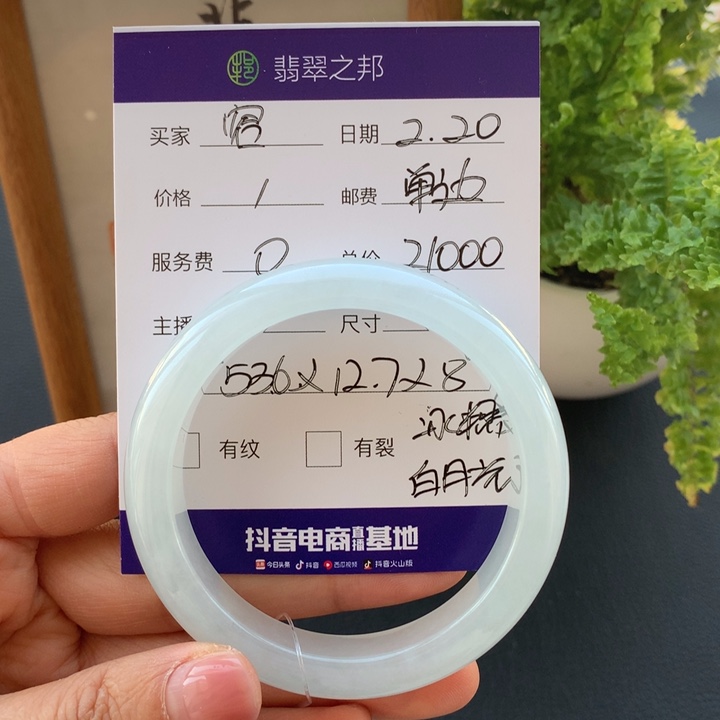 翡翠之邦
买家 客 日期 2.20
价格 1 邮费
服务费 0 总价 21000
主播 尺寸
53.6x12.7x8
有纹 有裂 冰糯
白月光
抖音电商直播基地
今日头条 抖音 西瓜视频 抖音火山版